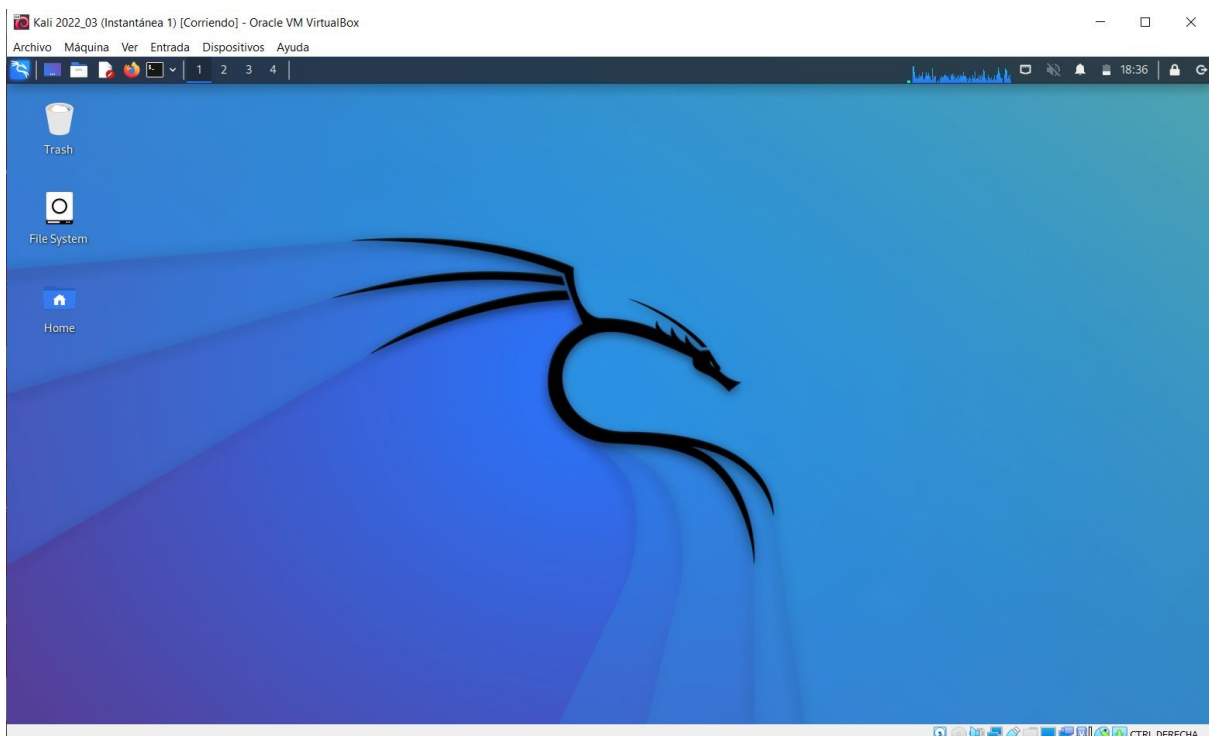 Kali 2022_03 (Instantánea 1) [Corriendo] - Oracle VM VirtualBox
Archivo Máquina Ver Entrada Dispositivos Ayuda
1 2 3 4 18:36
Trash
File System
Home
CTRL DERECHA